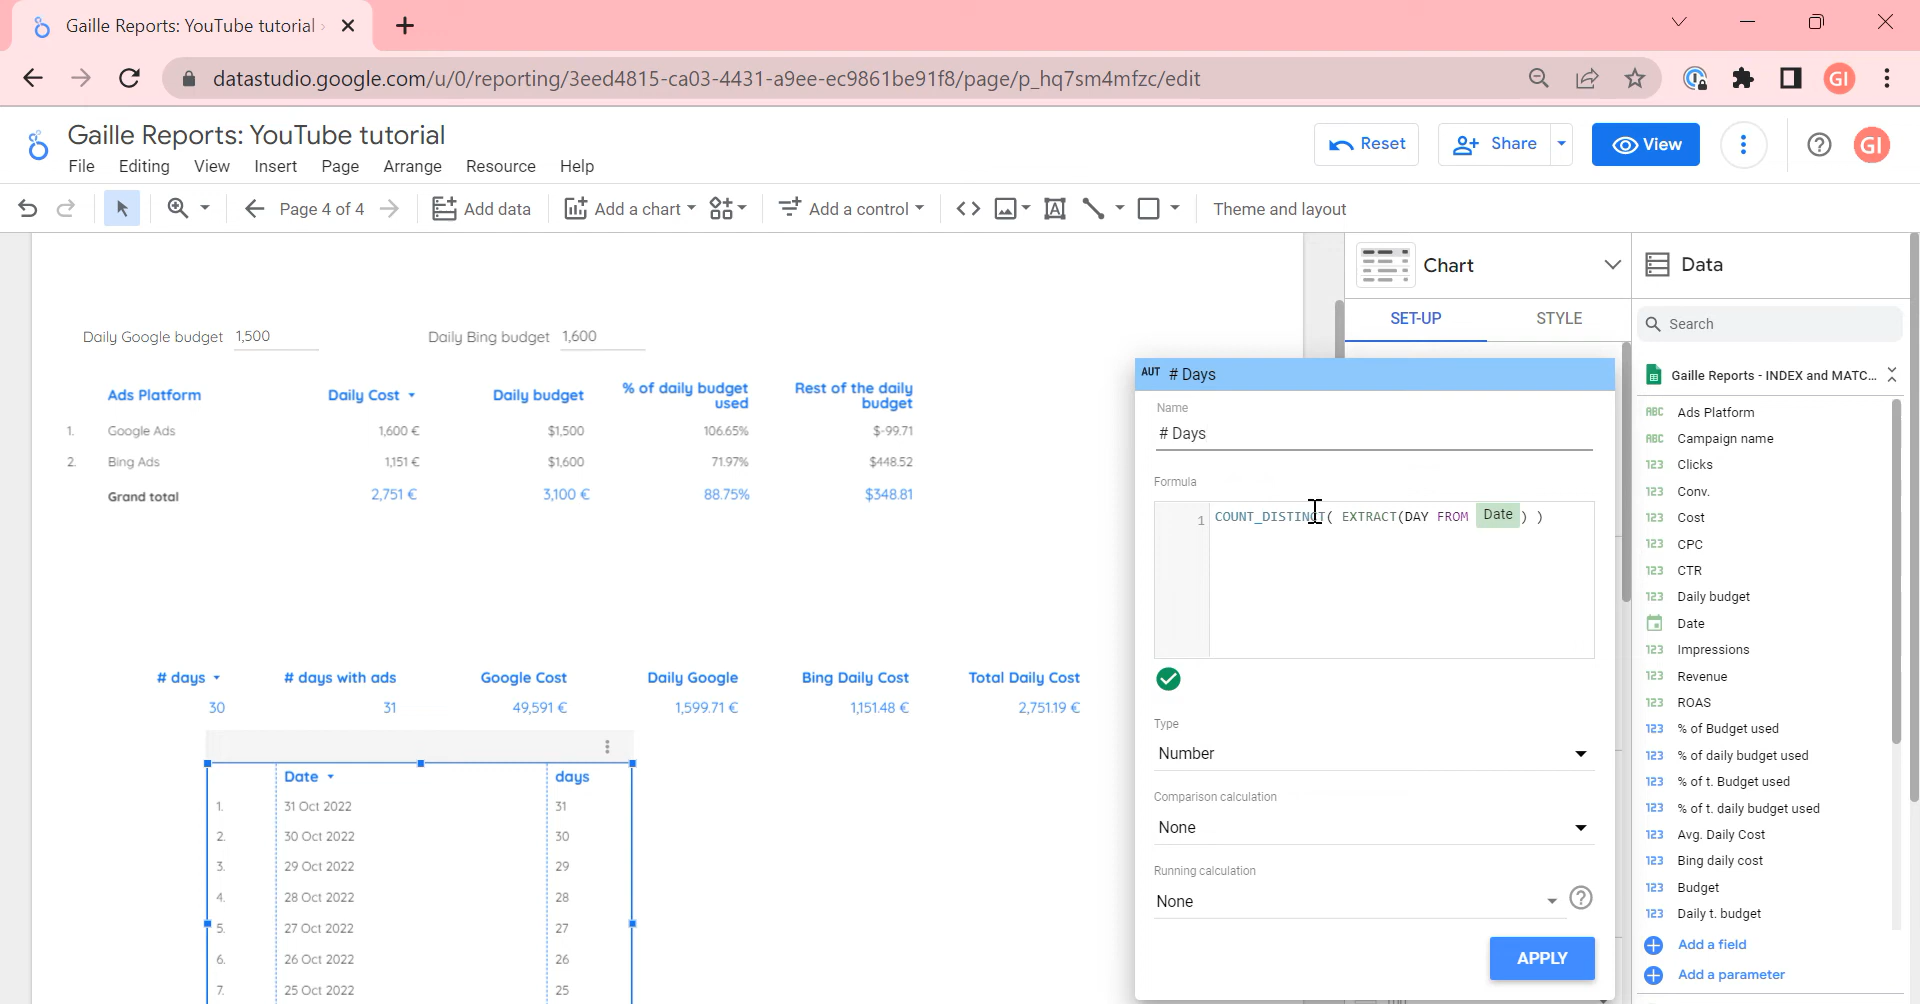 Gaille Reports: YouTube tutorial
datastudio.google.com/u/0/reporting/3eed4815-ca03-4431-a9ee-ec9861be91f8/page/p_hq7sm4mfzc/edit
GI
Gaille Reports: YouTube tutorial
File Editing View Insert Page Arrange Resource Help
Reset
Share
View
GI
Page 4 of 4
Add data
Add a chart
Add a control
Theme and layout
Daily Google budget 1,500
Daily Bing budget 1,600
Ads Platform Daily Cost Daily budget % of daily budget used Rest of the daily budget
1. Google Ads 1,600 € $1,500 106.65% $-99.71
2. Bing Ads 1,151 € $1,600 71.97% $448.52
Grand total 2,751 € 3,100 € 88.75% $348.81
# days # days with ads Google Cost Daily Google Bing Daily Cost Total Daily Cost
30 31 49,591 € 1,599.71 € 1,151.48 € 2,751.19 €
Date days
1. 31 Oct 2022 31
2. 30 Oct 2022 30
3. 29 Oct 2022 29
4. 28 Oct 2022 28
5. 27 Oct 2022 27
6. 26 Oct 2022 26
7. 25 Oct 2022 25
AUT # Days
Name
# Days
Formula
1 COUNT_DISTINCT( EXTRACT(DAY FROM Date ) )
Type
Number
Comparison calculation
None
Running calculation
None
APPLY
Chart
SET-UP STYLE
Data
Search
Gaille Reports - INDEX and MATC...
ABC Ads Platform
ABC Campaign name
123 Clicks
123 Conv.
123 Cost
123 CPC
123 CTR
123 Daily budget
Date
123 Impressions
123 Revenue
123 ROAS
123 % of Budget used
123 % of daily budget used
123 % of t. Budget used
123 % of t. daily budget used
123 Avg. Daily Cost
123 Bing daily cost
123 Budget
123 Daily t. budget
Add a field
Add a parameter